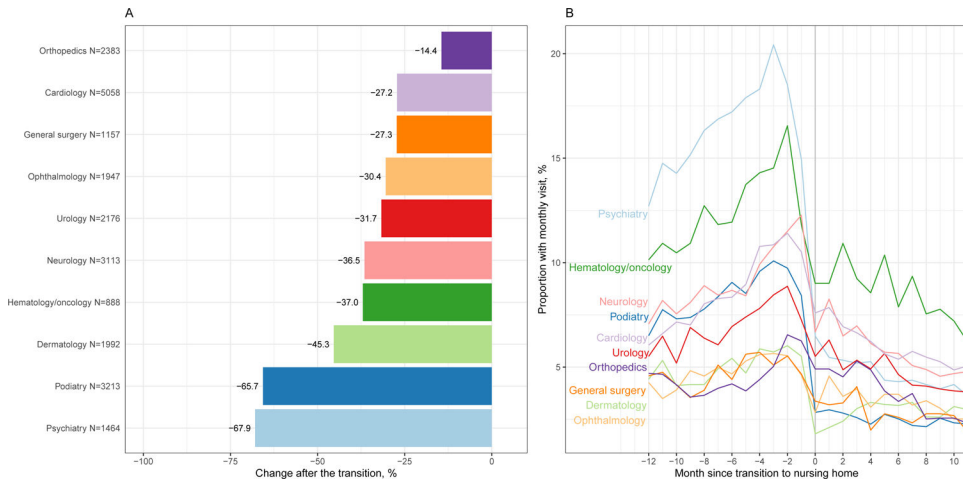 A
Orthopedics N=2383
−14.4
Cardiology N=5058
−27.2
General surgery N=1157
−27.3
Ophthalmology N=1947
−30.4
Urology N=2176
−31.7
Neurology N=3113
−36.5
Hematology/oncology N=888
−37.0
Dermatology N=1992
−45.3
Podiatry N=3213
−65.7
Psychiatry N=1464
−67.9
−100 −75 −50 −25 0
Change after the transition, %
B
Proportion with monthly visit, %
20
15
10
5
Psychiatry
Hematology/oncology
Neurology
Podiatry
Cardiology
Urology
Orthopedics
General surgery
Dermatology
Ophthalmology
−12 −10 −8 −6 −4 −2 0 2 4 6 8 10
Month since transition to nursing home